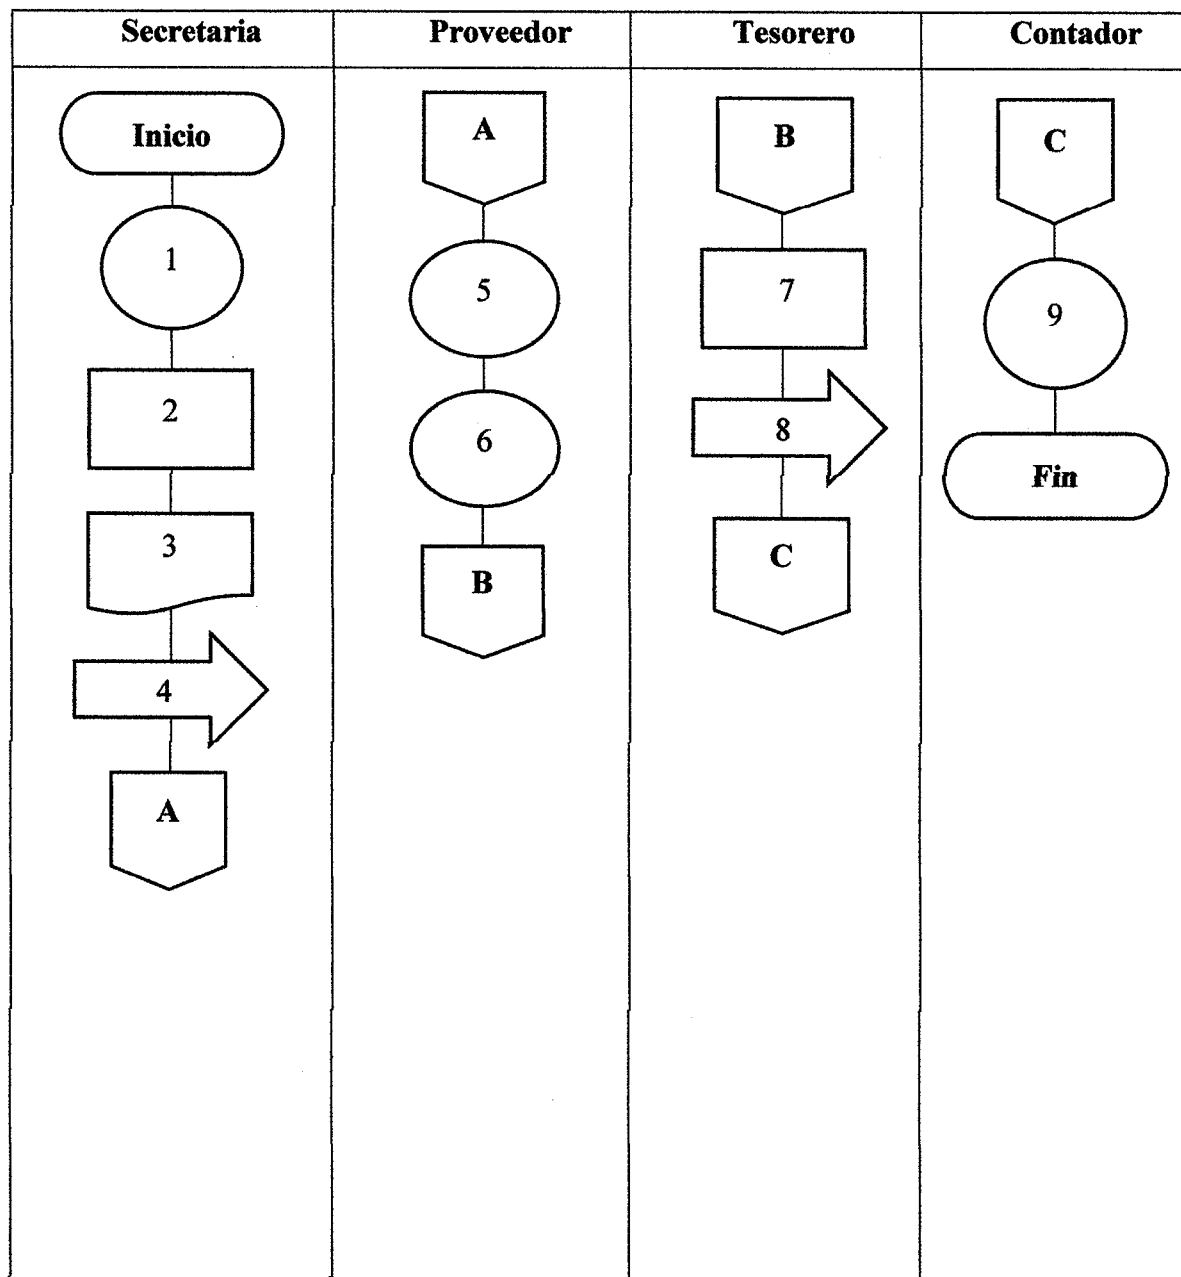 Secretaria
Proveedor
Tesorero
Contador
Inicio
1
2
3
4
A
A
5
6
B
B
7
8
C
C
9
Fin